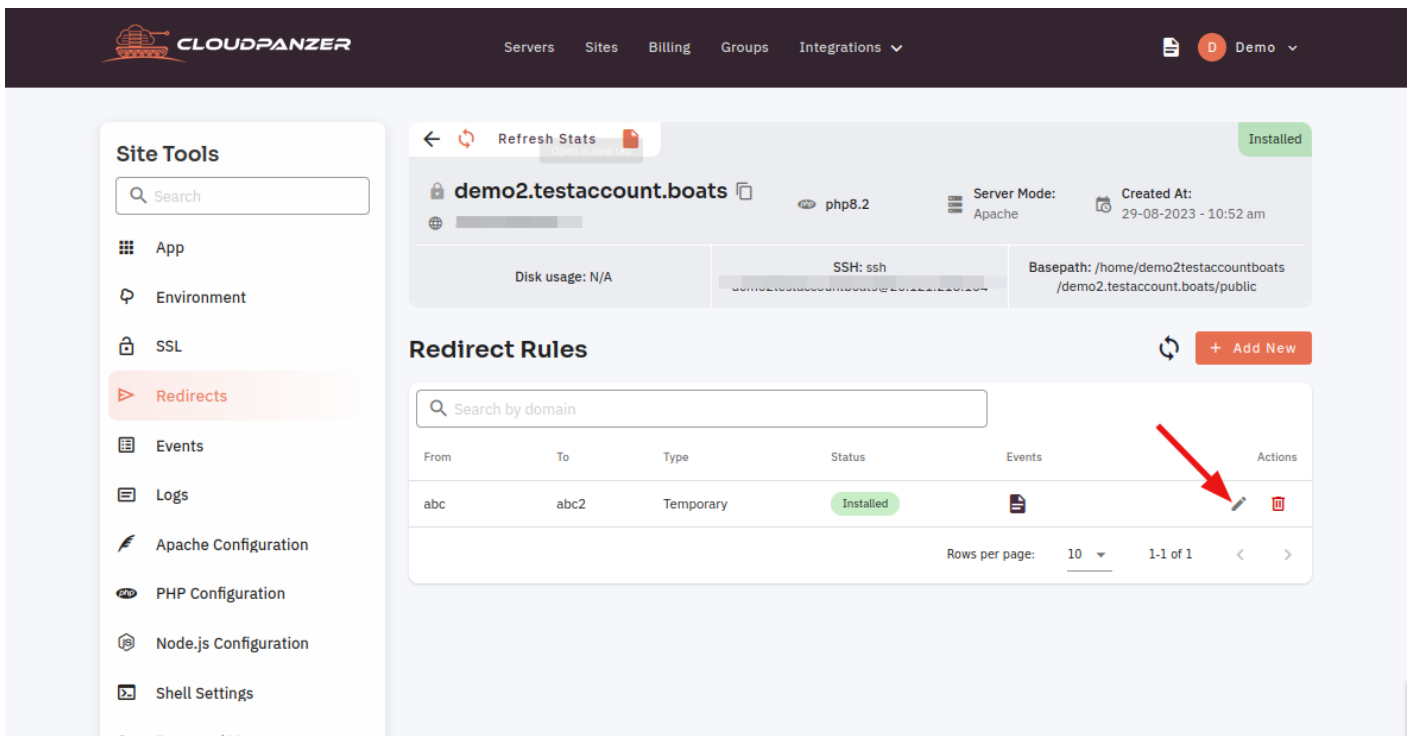 CLOUDPANZER
Servers Sites Billing Groups Integrations
D Demo
Site Tools
Search
App
Environment
SSL
Redirects
Events
Logs
Apache Configuration
PHP Configuration
Node.js Configuration
Shell Settings
Refresh Stats
Installed
demo2.testaccount.boats
php php8.2
Server Mode:
Apache
Created At:
29-08-2023 - 10:52 am
Disk usage: N/A
SSH: ssh
Basepath: /home/demo2testaccountboats
/demo2.testaccount.boats/public
Redirect Rules
+ Add New
Search by domain
From To Type Status Events Actions
abc abc2 Temporary Installed
Rows per page: 10 1-1 of 1